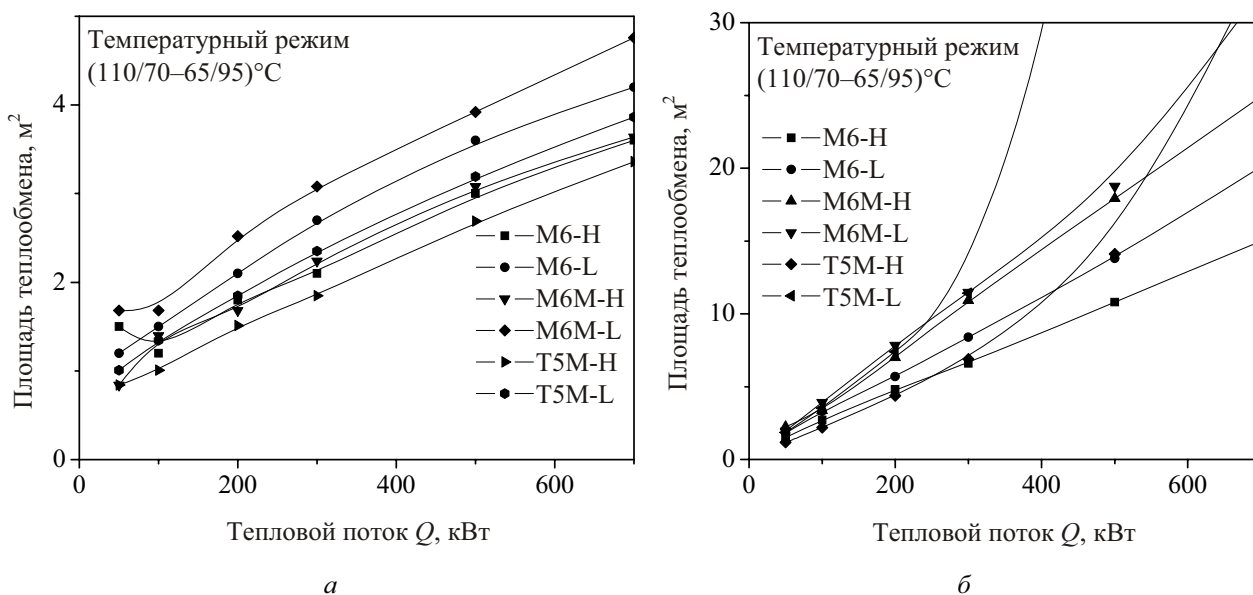 Температурный режим
(110/70–65/95)°C
4
2
0
Площадь теплообмена, м²
M6-H
M6-L
M6M-H
M6M-L
T5M-H
T5M-L
0
200
400
600
Тепловой поток Q, кВт
а
30
20
10
0
Площадь теплообмена, м²
Температурный режим
(110/70–65/95)°C
M6-H
M6-L
M6M-H
M6M-L
T5M-H
T5M-L
0
200
400
600
Тепловой поток Q, кВт
б